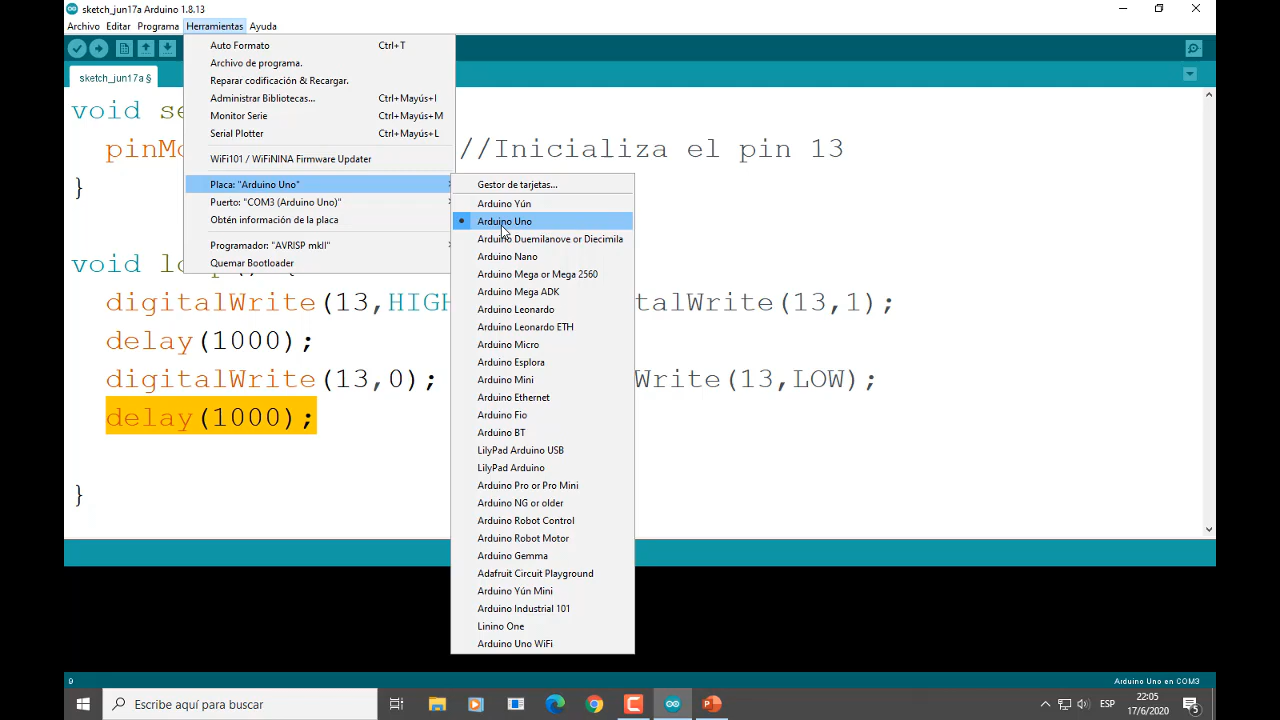 sketch_jun17a Arduino 1.8.13
Archivo Editar Programa Herramientas Ayuda
sketch_jun17a §
Auto Formato Ctrl+T
Archivo de programa.
Reparar codificación & Recargar.
Administrar Bibliotecas... Ctrl+Mayús+I
Monitor Serie Ctrl+Mayús+M
Serial Plotter Ctrl+Mayús+L
WiFi101 / WiFiNINA Firmware Updater
Placa: "Arduino Uno"
Puerto: "COM3 (Arduino Uno)"
Obtén información de la placa
Programador: "AVRISP mkII"
Quemar Bootloader
Gestor de tarjetas...
Arduino Yún
Arduino Uno
Arduino Duemilanove or Diecimila
Arduino Nano
Arduino Mega or Mega 2560
Arduino Mega ADK
Arduino Leonardo
Arduino Leonardo ETH
Arduino Micro
Arduino Esplora
Arduino Mini
Arduino Ethernet
Arduino Fio
Arduino BT
LilyPad Arduino USB
LilyPad Arduino
Arduino Pro or Pro Mini
Arduino NG or older
Arduino Robot Control
Arduino Robot Motor
Arduino Gemma
Adafruit Circuit Playground
Arduino Yún Mini
Arduino Industrial 101
Linino One
Arduino Uno WiFi
void se
pinMo //Inicializa el pin 13
}
void lo
digitalWrite(13,HIGH talWrite(13,1);
delay(1000);
digitalWrite(13,0); Write(13,LOW);
delay(1000);
}
9 Arduino Uno en COM3
Escribe aquí para buscar
ESP
22:05
17/6/2020
5